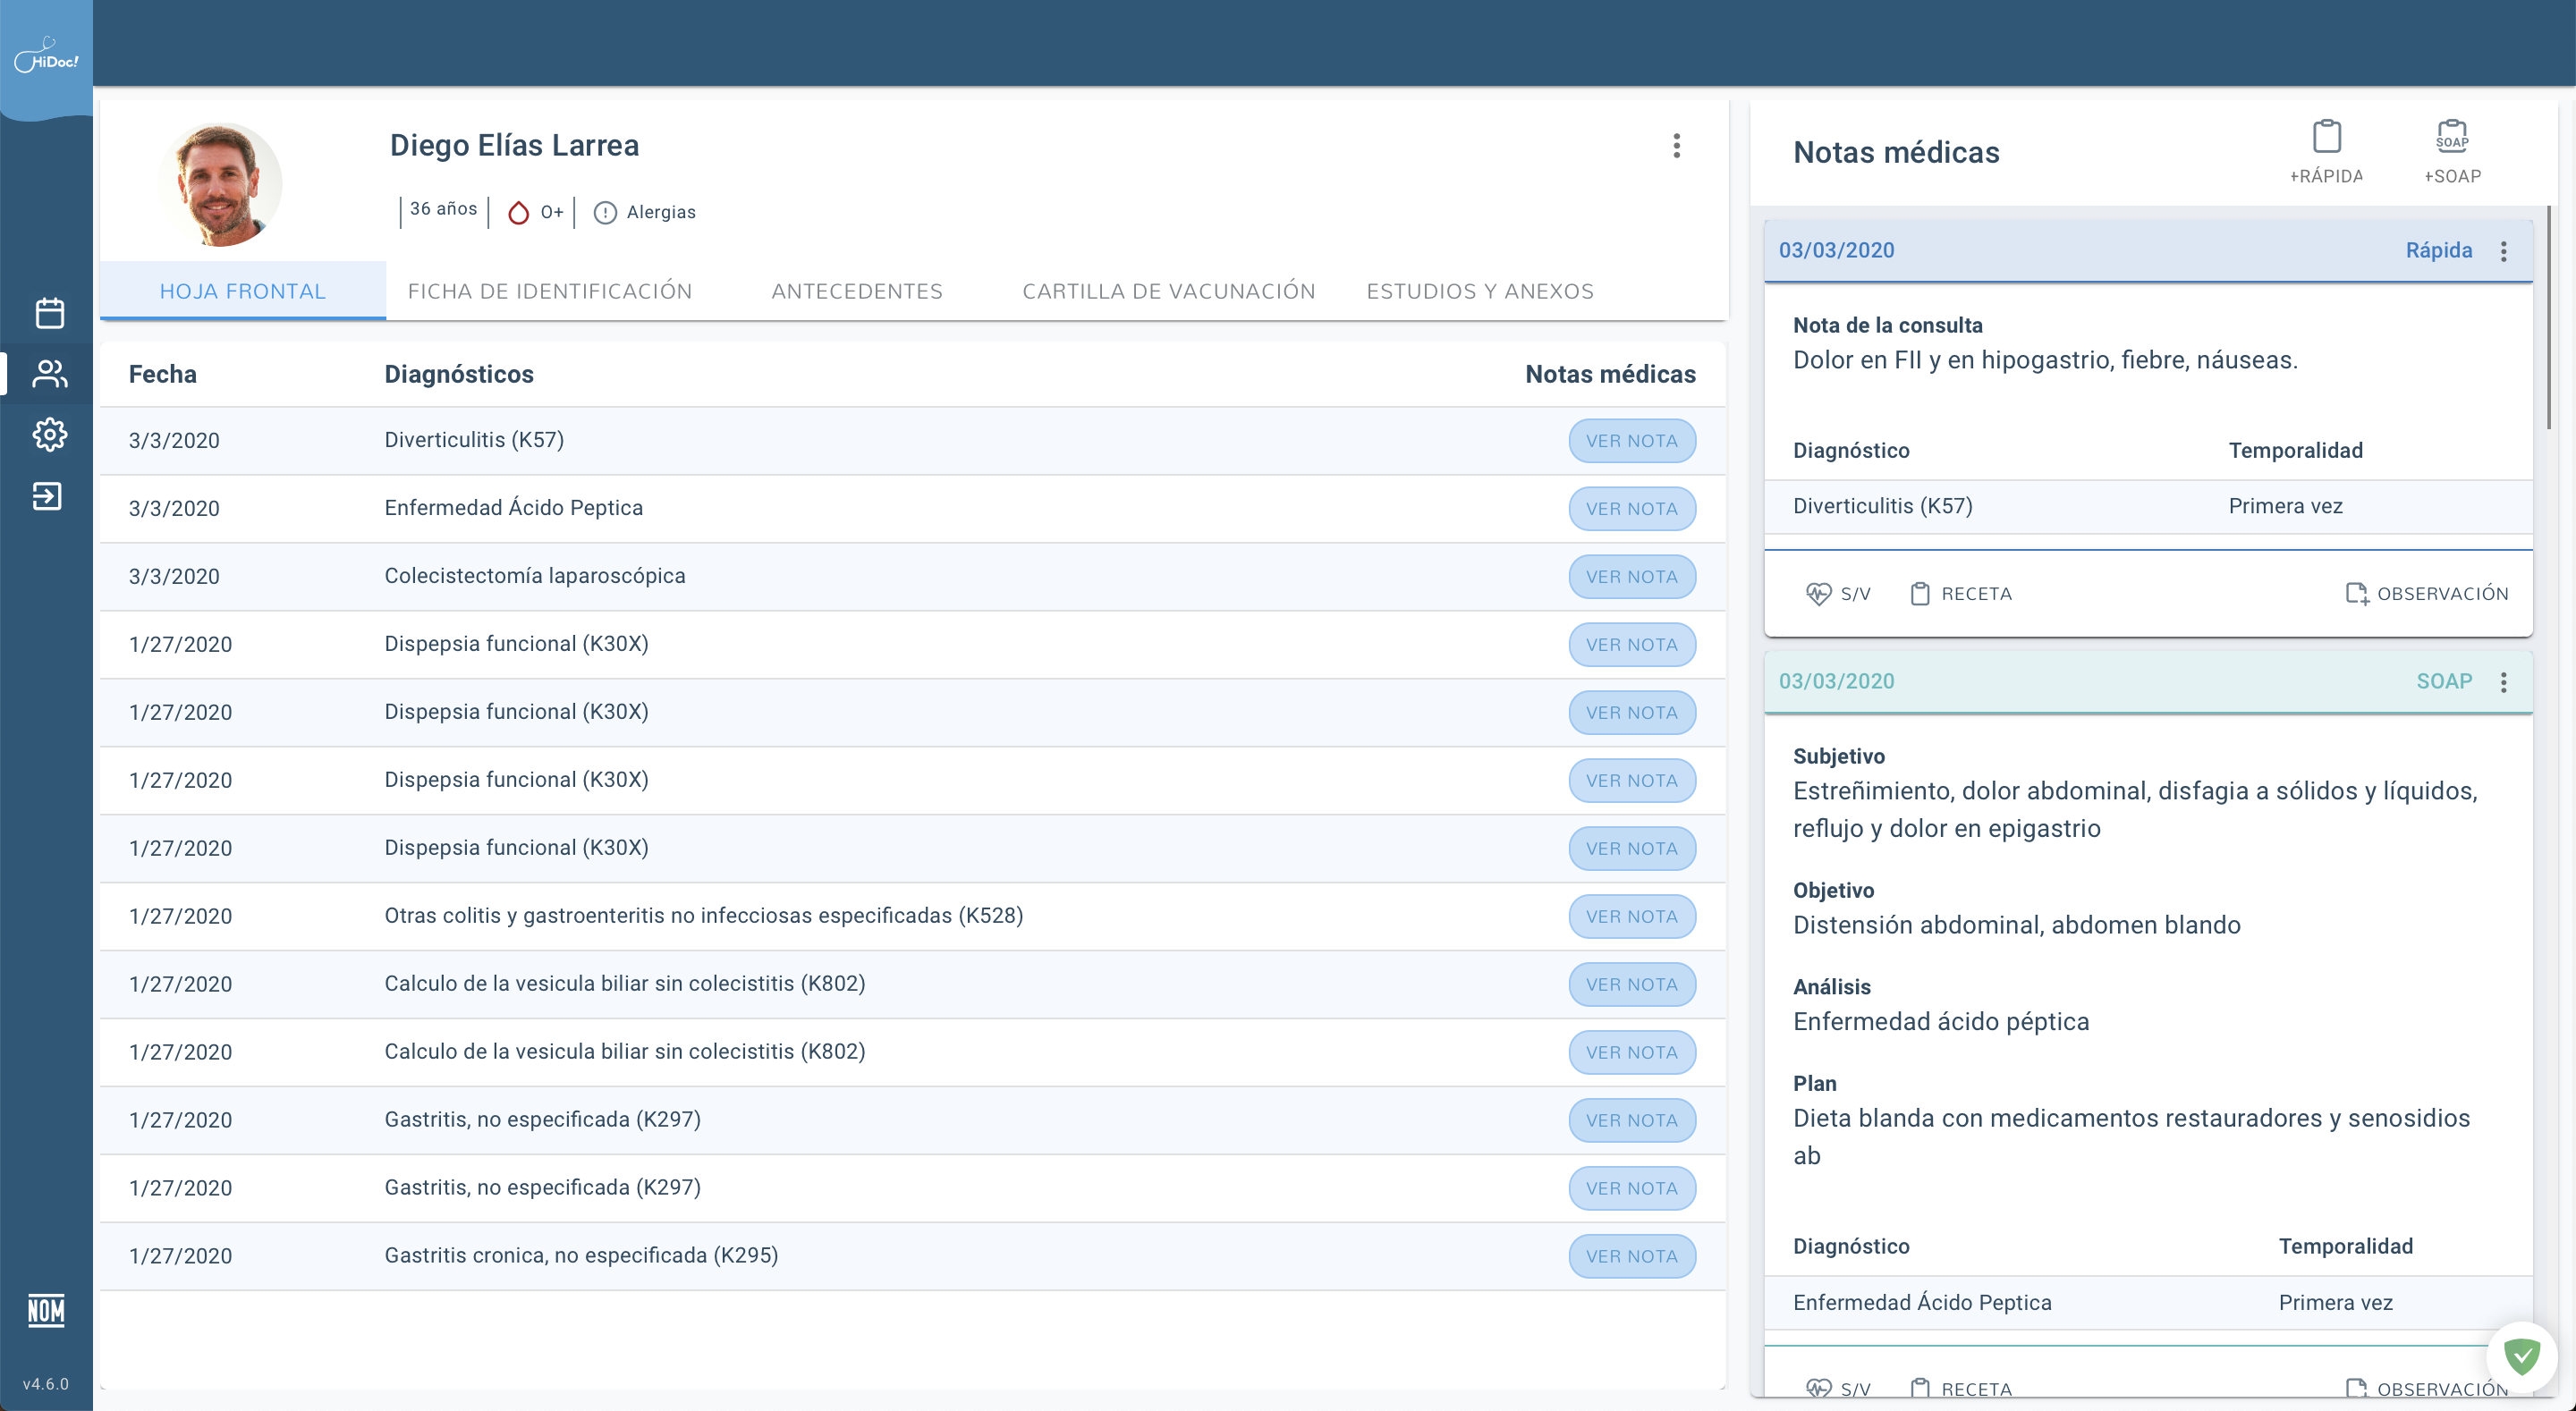 HiDoc!
Diego Elías Larrea
36 años
O+
Alergias
HOJA FRONTAL
FICHA DE IDENTIFICACIÓN
ANTECEDENTES
CARTILLA DE VACUNACIÓN
ESTUDIOS Y ANEXOS
Fecha Diagnósticos Notas médicas
3/3/2020 Diverticulitis (K57) VER NOTA
3/3/2020 Enfermedad Ácido Peptica VER NOTA
3/3/2020 Colecistectomía laparoscópica VER NOTA
1/27/2020 Dispepsia funcional (K30X) VER NOTA
1/27/2020 Dispepsia funcional (K30X) VER NOTA
1/27/2020 Dispepsia funcional (K30X) VER NOTA
1/27/2020 Dispepsia funcional (K30X) VER NOTA
1/27/2020 Otras colitis y gastroenteritis no infecciosas especificadas (K528) VER NOTA
1/27/2020 Calculo de la vesicula biliar sin colecistitis (K802) VER NOTA
1/27/2020 Calculo de la vesicula biliar sin colecistitis (K802) VER NOTA
1/27/2020 Gastritis, no especificada (K297) VER NOTA
1/27/2020 Gastritis, no especificada (K297) VER NOTA
1/27/2020 Gastritis cronica, no especificada (K295) VER NOTA
NOM
v4.6.0
Notas médicas
+RÁPIDA
SOAP
+SOAP
03/03/2020 Rápida
Nota de la consulta
Dolor en FII y en hipogastrio, fiebre, náuseas.
Diagnóstico Temporalidad
Diverticulitis (K57) Primera vez
S/V RECETA OBSERVACIÓN
03/03/2020 SOAP
Subjetivo
Estreñimiento, dolor abdominal, disfagia a sólidos y líquidos,
reflujo y dolor en epigastrio
Objetivo
Distensión abdominal, abdomen blando
Análisis
Enfermedad ácido péptica
Plan
Dieta blanda con medicamentos restauradores y senosidios
ab
Diagnóstico Temporalidad
Enfermedad Ácido Peptica Primera vez
S/V RECETA OBSERVACIÓN